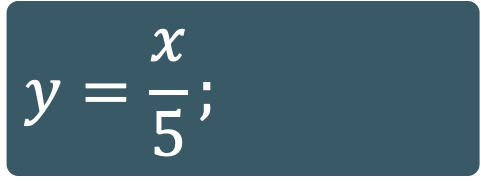 y = x/5;